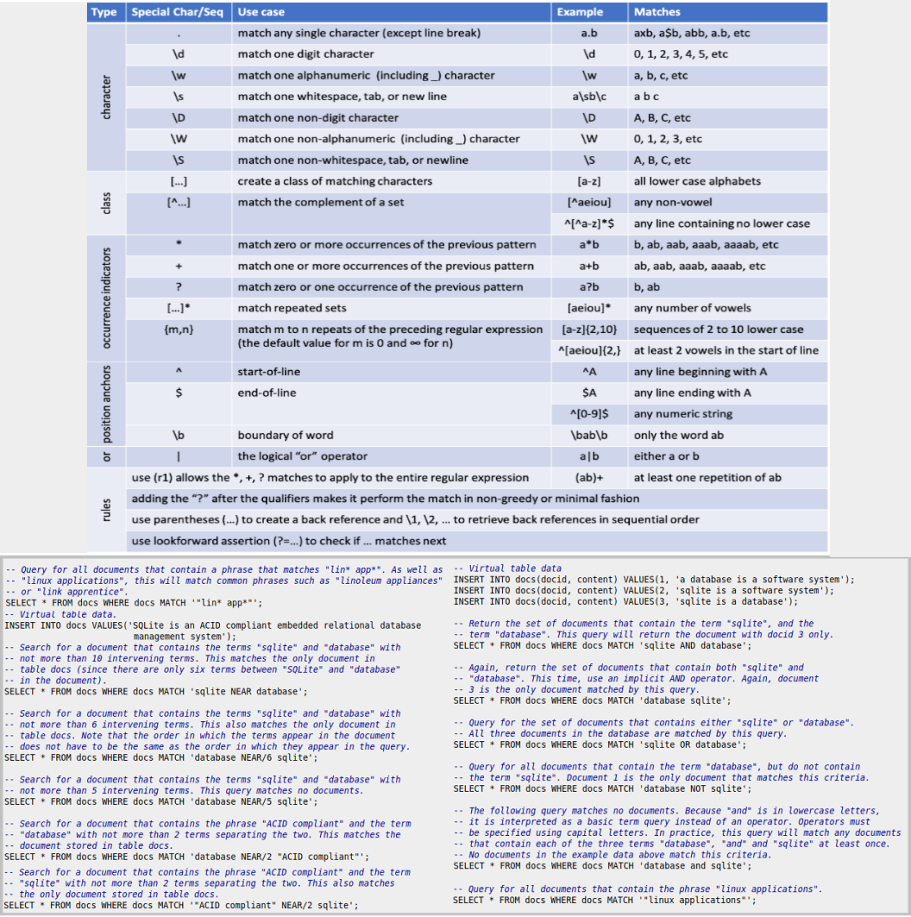 Type Special Char/Seq Use case Example Matches
character
. match any single character (except line break) a.b axb, a$b, abb, a.b, etc
\d match one digit character \d 0, 1, 2, 3, 4, 5, etc
\w match one alphanumeric (including _) character \w a, b, c, etc
\s match one whitespace, tab, or new line a\sb\c a b c
\D match one non-digit character \D A, B, C, etc
\W match one non-alphanumeric (including _) character \W 0, 1, 2, 3, etc
\S match one non-whitespace, tab, or newline \S A, B, C, etc
class
[...] create a class of matching characters [a-z] all lower case alphabets
[^...] match the complement of a set [^aeiou] any non-vowel
^[^a-z]*$ any line containing no lower case
occurrence indicators
* match zero or more occurrences of the previous pattern a*b b, ab, aab, aaab, aaaab, etc
+ match one or more occurrences of the previous pattern a+b ab, aab, aaab, aaaab, etc
? match zero or one occurrence of the previous pattern a?b b, ab
[...]* match repeated sets [aeiou]* any number of vowels
{m,n} match m to n repeats of the preceding regular expression [a-z]{2,10} sequences of 2 to 10 lower case
(the default value for m is 0 and ∞ for n)
^[aeiou]{2,} at least 2 vowels in the start of line
position anchors
^ start-of-line ^A any line beginning with A
$ end-of-line $A any line ending with A
^[0-9]$ any numeric string
\b boundary of word \bab\b only the word ab
or
| the logical "or" operator a|b either a or b
rules
use (r1) allows the *, +, ? matches to apply to the entire regular expression (ab)+ at least one repetition of ab
adding the "?" after the qualifiers makes it perform the match in non-greedy or minimal fashion
use parentheses (...) to create a back reference and \1, \2, ... to retrieve back references in sequential order
use lookforward assertion (?=...) to check if ... matches next
-- Query for all documents that contain a phrase that matches "lin* app*". As well as
-- "linux applications", this will match common phrases such as "linoleum appliances"
-- or "link apprentice".
SELECT * FROM docs WHERE docs MATCH '"lin* app*"';
-- Virtual table data.
INSERT INTO docs VALUES('SQLite is an ACID compliant embedded relational database
management system');
-- Search for a document that contains the terms "sqlite" and "database" with
-- not more than 10 intervening terms. This matches the only document in
-- table docs (since there are only six terms between "SQLite" and "database"
-- in the document).
SELECT * FROM docs WHERE docs MATCH 'sqlite NEAR database';
-- Search for a document that contains the terms "sqlite" and "database" with
-- not more than 6 intervening terms. This also matches the only document in
-- table docs. Note that the order in which the terms appear in the document
-- does not have to be the same as the order in which they appear in the query.
SELECT * FROM docs WHERE docs MATCH 'database NEAR/6 sqlite';
-- Search for a document that contains the terms "sqlite" and "database" with
-- not more than 5 intervening terms. This query matches no documents.
SELECT * FROM docs WHERE docs MATCH 'database NEAR/5 sqlite';
-- Search for a document that contains the phrase "ACID compliant" and the term
-- "database" with not more than 2 terms separating the two. This matches the
-- document stored in table docs.
SELECT * FROM docs WHERE docs MATCH 'database NEAR/2 "ACID compliant"';
-- Search for a document that contains the phrase "ACID compliant" and the term
-- "sqlite" with not more than 2 terms separating the two. This also matches
-- the only document stored in table docs.
SELECT * FROM docs WHERE docs MATCH '"ACID compliant" NEAR/2 sqlite';
-- Virtual table data
INSERT INTO docs(docid, content) VALUES(1, 'a database is a software system');
INSERT INTO docs(docid, content) VALUES(2, 'sqlite is a software system');
INSERT INTO docs(docid, content) VALUES(3, 'sqlite is a database');
-- Return the set of documents that contain the term "sqlite", and the
-- term "database". This query will return the document with docid 3 only.
SELECT * FROM docs WHERE docs MATCH 'sqlite AND database';
-- Again, return the set of documents that contain both "sqlite" and
-- "database". This time, use an implicit AND operator. Again, document
-- 3 is the only document matched by this query.
SELECT * FROM docs WHERE docs MATCH 'database sqlite';
-- Query for the set of documents that contains either "sqlite" or "database".
-- All three documents in the database are matched by this query.
SELECT * FROM docs WHERE docs MATCH 'sqlite OR database';
-- Query for all documents that contain the term "database", but do not contain
-- the term "sqlite". Document 1 is the only document that matches this criteria.
SELECT * FROM docs WHERE docs MATCH 'database NOT sqlite';
-- The following query matches no documents. Because "and" is in lowercase letters,
-- it is interpreted as a basic term query instead of an operator. Operators must
-- be specified using capital letters. In practice, this query will match any documents
-- that contain each of the three terms "database", "and" and "sqlite" at least once.
-- No documents in the example data above match this criteria.
SELECT * FROM docs WHERE docs MATCH 'database and sqlite';
-- Query for all documents that contain the phrase "linux applications".
SELECT * FROM docs WHERE docs MATCH '"linux applications"';